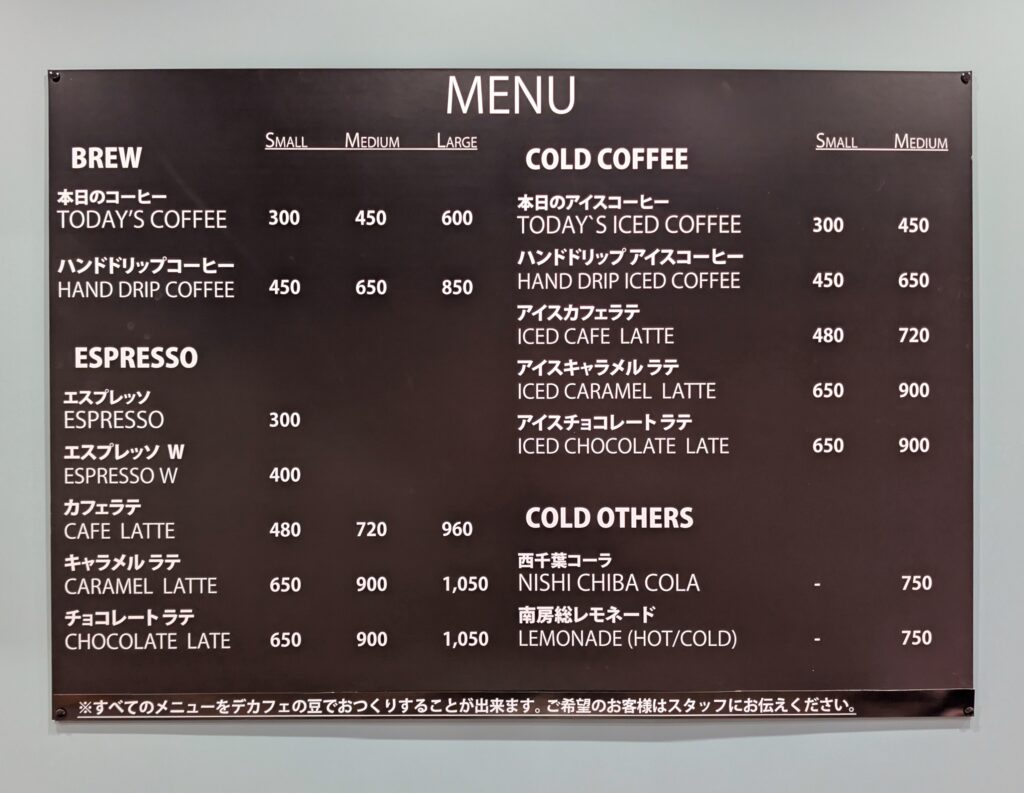 MENU
SMALL MEDIUM LARGE
BREW
本日のコーヒー
TODAY'S COFFEE 300 450 600
ハンドドリップコーヒー
HAND DRIP COFFEE 450 650 850
ESPRESSO
エスプレッソ
ESPRESSO 300
エスプレッソ W
ESPRESSO W 400
カフェラテ
CAFE LATTE 480 720 960
キャラメル ラテ
CARAMEL LATTE 650 900 1,050
チョコレート ラテ
CHOCOLATE LATE 650 900 1,050
SMALL MEDIUM
COLD COFFEE
本日のアイスコーヒー
TODAY`S ICED COFFEE 300 450
ハンドドリップ アイスコーヒー
HAND DRIP ICED COFFEE 450 650
アイスカフェラテ
ICED CAFE LATTE 480 720
アイスキャラメル ラテ
ICED CARAMEL LATTE 650 900
アイスチョコレート ラテ
ICED CHOCOLATE LATE 650 900
COLD OTHERS
西千葉コーラ
NISHI CHIBA COLA - 750
南房総レモネード
LEMONADE (HOT/COLD) - 750
※すべてのメニューをデカフェの豆でおつくりすることが出来ます。ご希望のお客様はスタッフにお伝えください。